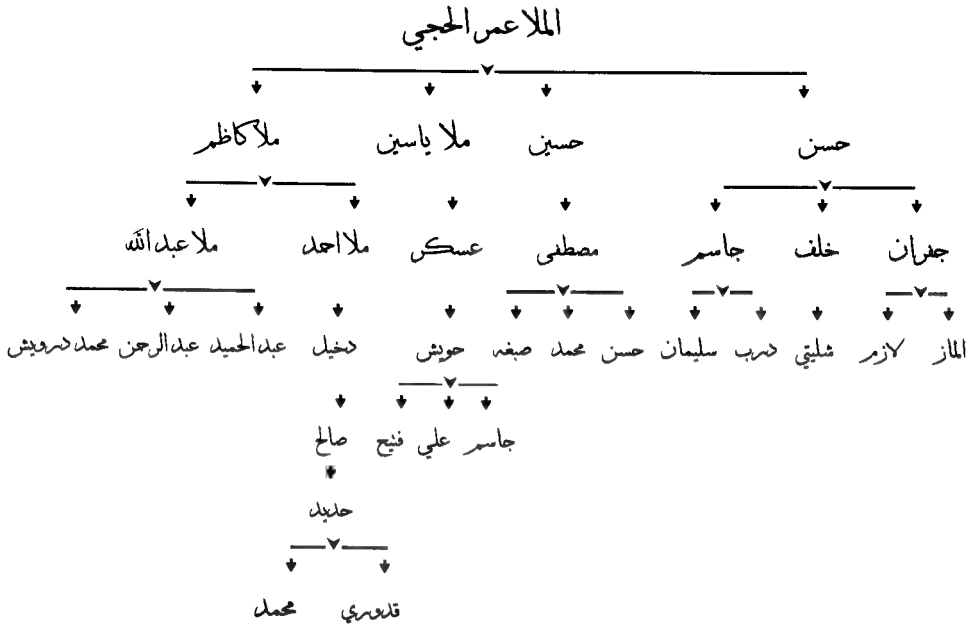 الملا عمر الحجي
حسن حسين ملا ياسين ملا كاظم
جفران خلف جاسم مصطفى عسكر ملا احمد ملا عبدالله
الماز لازم شليتي درب سليمان حسن محمد صبغه حويش دخيل عبدالحميد عبدالرحمن محمد درويش
جاسم علي فتيح صالح
حديد
قدوري محمد